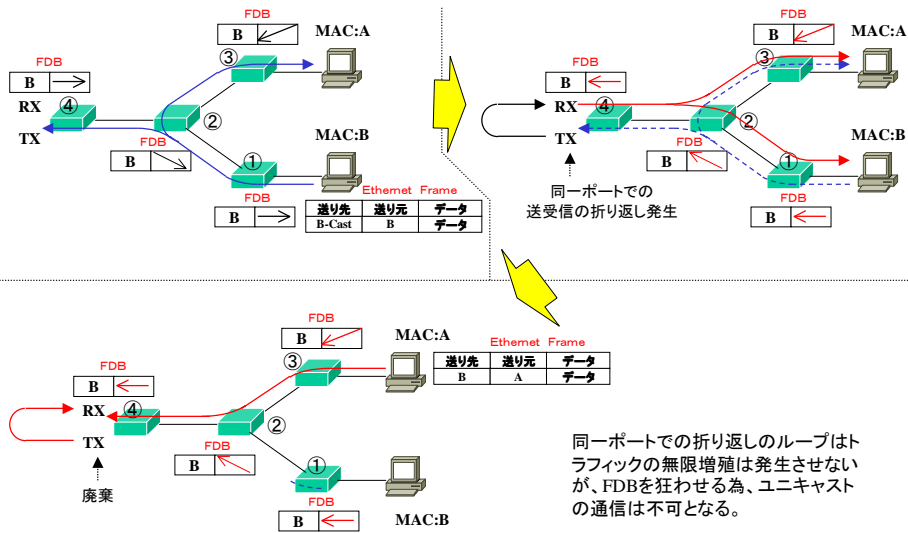 FDB
B
MAC:A
③
FDB
B
RX
④
TX
②
FDB
B
MAC:B
①
Ethernet Frame
送り先 送り元 データ
B-Cast B データ
FDB
B
FDB
B
MAC:A
③
FDB
B
RX
④
TX
②
FDB
B
MAC:B
①
同一ポートでの
送受信の折り返し発生
FDB
B
FDB
B
MAC:A
③
Ethernet Frame
送り先 送り元 データ
B A データ
FDB
B
④
RX
TX
②
FDB
B
①
廃棄
FDB
B
MAC:B
同一ポートでの折り返しのループはト
ラフィックの無限増殖は発生させない
が、FDBを狂わせる為、ユニキャスト
の通信は不可となる。